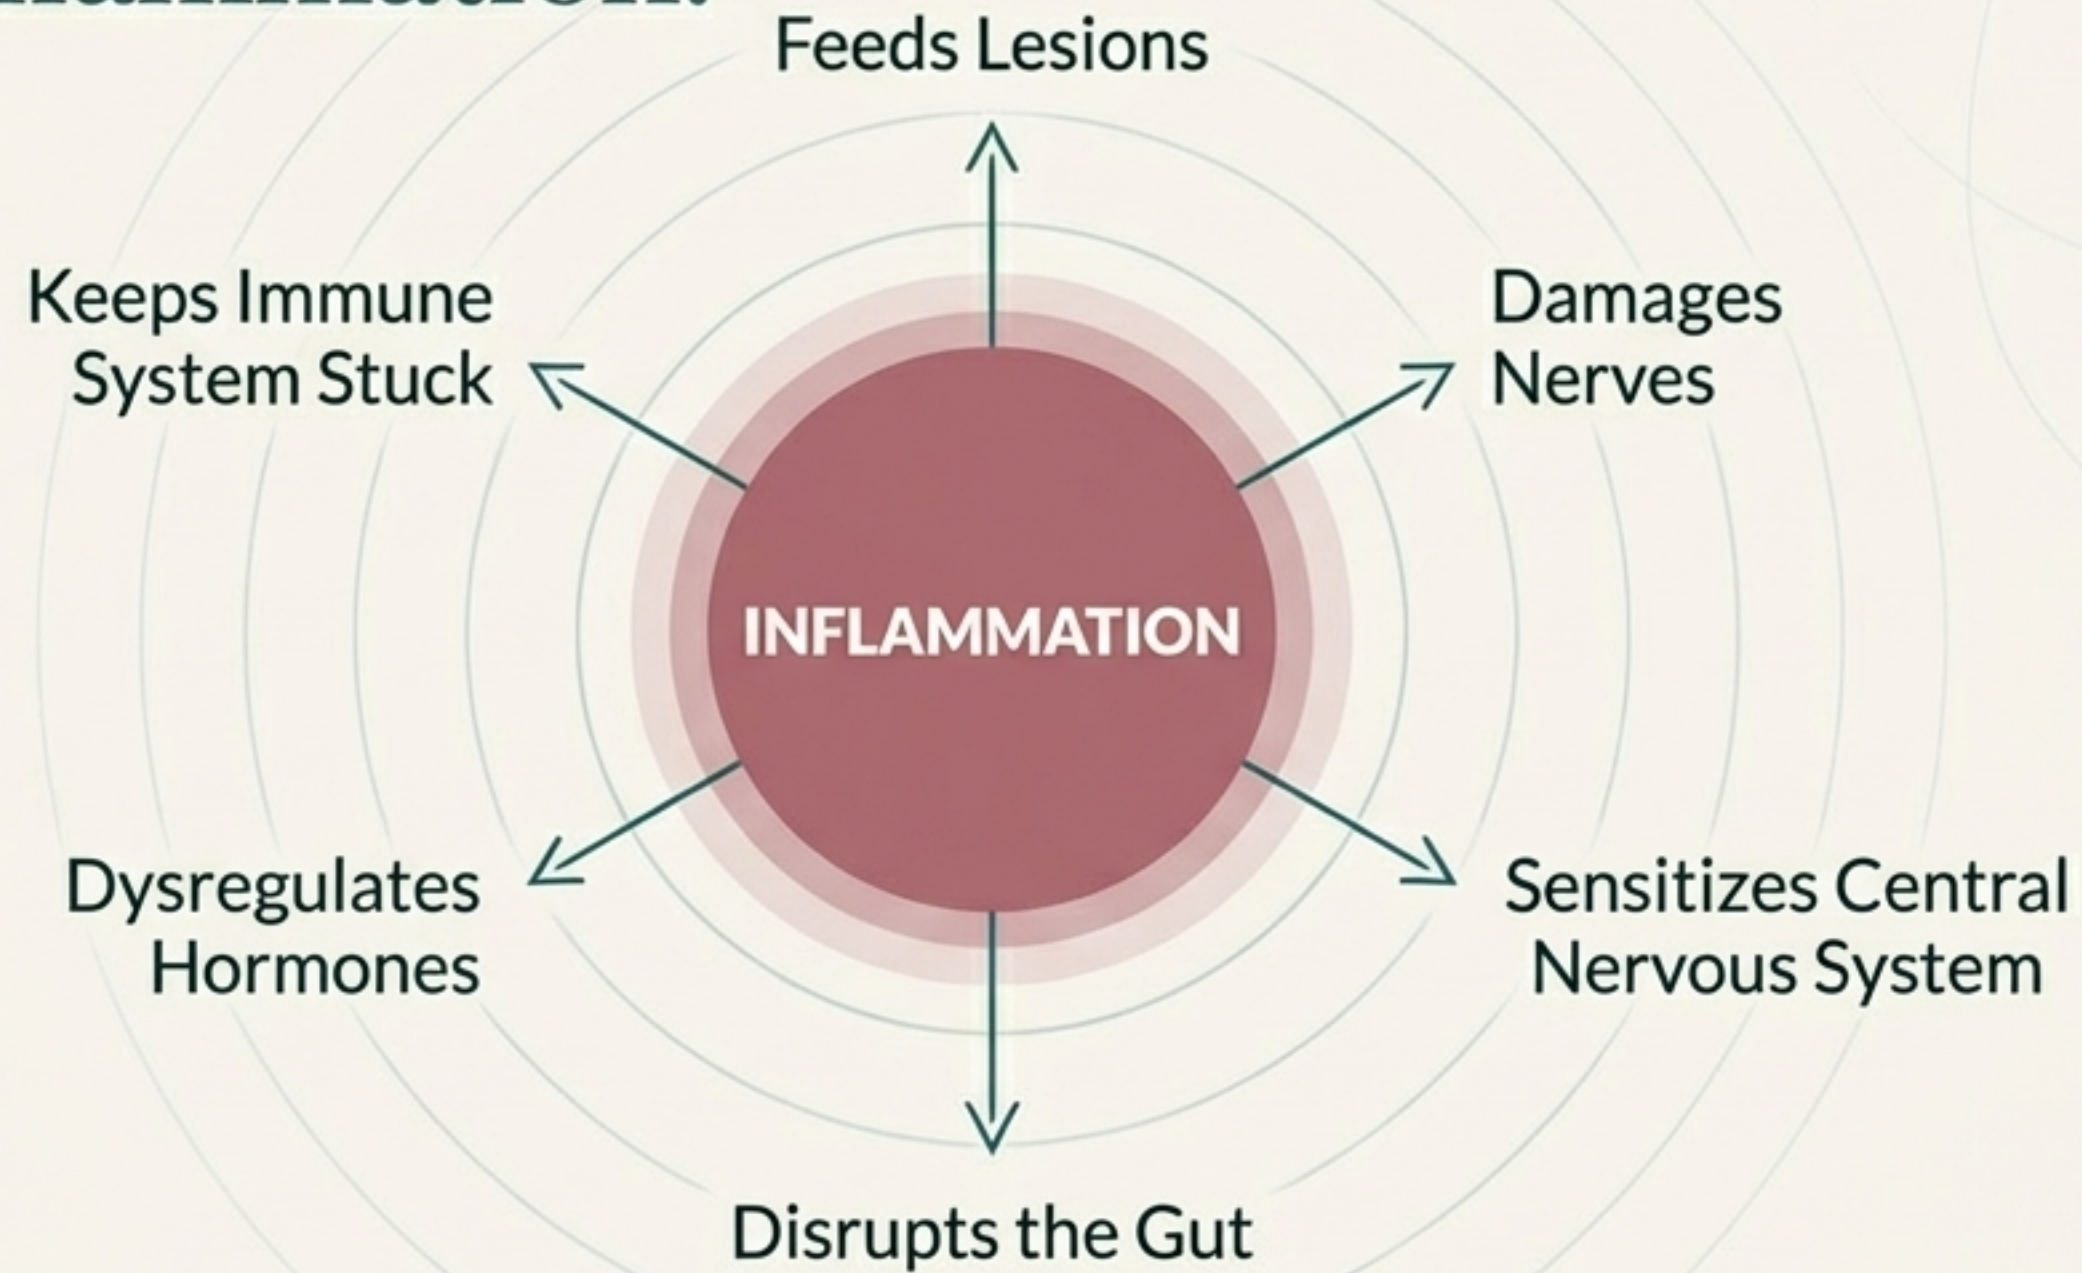 Feeds Lesions
Keeps Immune
System Stuck
Damages
Nerves
INFLAMMATION
Dysregulates
Hormones
Sensitizes Central
Nervous System
Disrupts the Gut